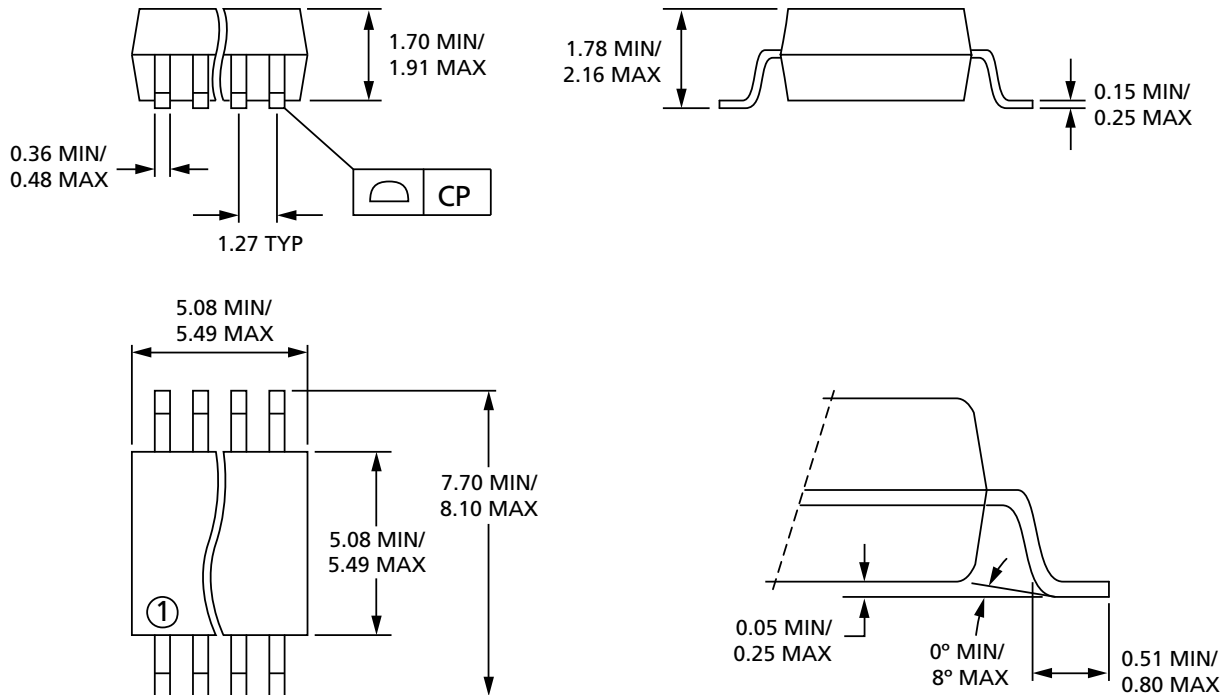 1.70 MIN/
1.91 MAX
1.78 MIN/
2.16 MAX
0.15 MIN/
0.25 MAX
0.36 MIN/
0.48 MAX
CP
1.27 TYP
5.08 MIN/
5.49 MAX
7.70 MIN/
8.10 MAX
5.08 MIN/
5.49 MAX
1
0.05 MIN/
0.25 MAX
0º MIN/
8º MAX
0.51 MIN/
0.80 MAX